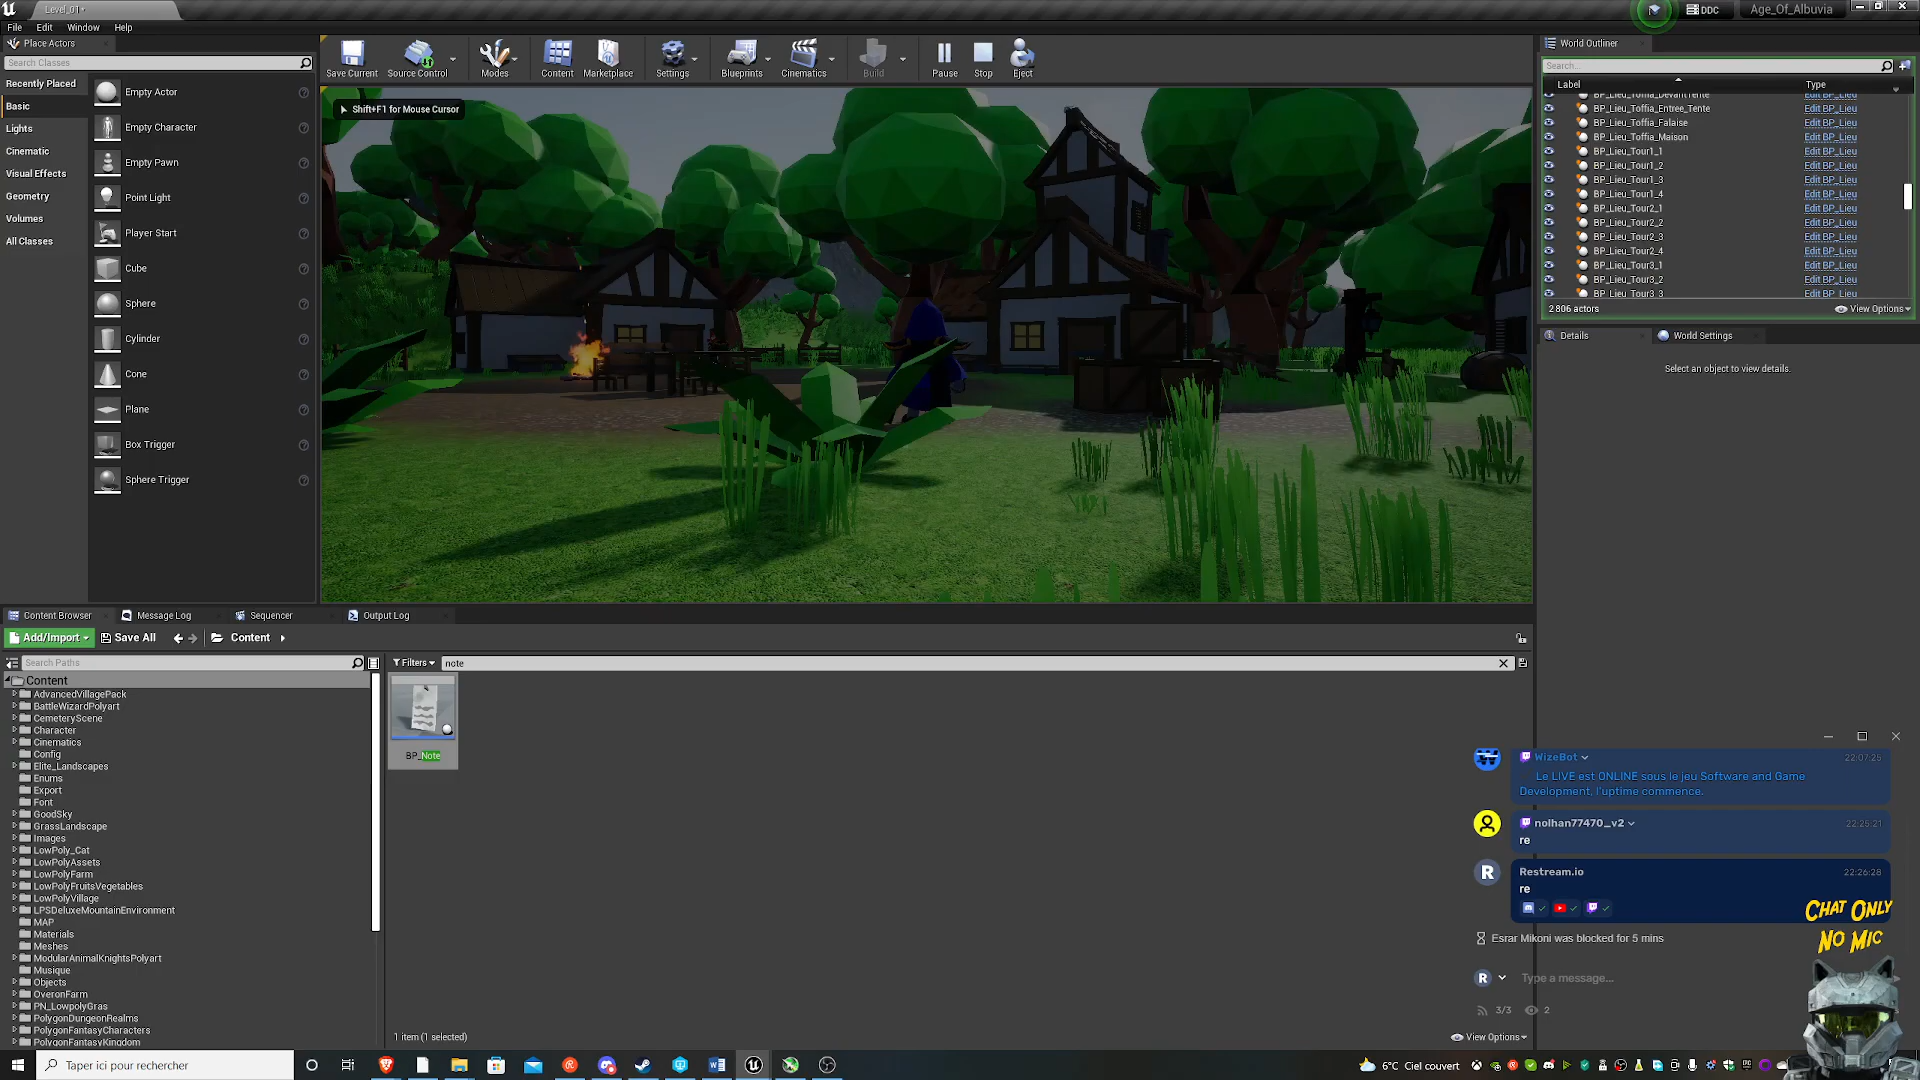 Level_01*
DDC
Age_Of_Albuvia
File Edit Window Help
Place Actors
Search Classes
Recently Placed
Basic
Lights
Cinematic
Visual Effects
Geometry
Volumes
All Classes
Empty Actor
Empty Character
Empty Pawn
Point Light
Player Start
Cube
Sphere
Cylinder
Cone
Plane
Box Trigger
Sphere Trigger
Save Current
Source Control
Modes
Content
Marketplace
Settings
Blueprints
Cinematics
Build
Pause
Stop
Eject
Shift+F1 for Mouse Cursor
World Outliner
Search...
Label Type
BP_Lieu_Toffia_DevantTente Edit BP_Lieu
BP_Lieu_Toffia_Entre_Tente Edit BP_Lieu
BP_Lieu_Toffia_Falaise Edit BP_Lieu
BP_Lieu_Toffia_Maison Edit BP_Lieu
BP_Lieu_Tour1_1 Edit BP_Lieu
BP_Lieu_Tour1_2 Edit BP_Lieu
BP_Lieu_Tour1_3 Edit BP_Lieu
BP_Lieu_Tour1_4 Edit BP_Lieu
BP_Lieu_Tour2_1 Edit BP_Lieu
BP_Lieu_Tour2_2 Edit BP_Lieu
BP_Lieu_Tour2_3 Edit BP_Lieu
BP_Lieu_Tour2_4 Edit BP_Lieu
BP_Lieu_Tour3_1 Edit BP_Lieu
BP_Lieu_Tour3_2 Edit BP_Lieu
BP_Lieu_Tour3_3 Edit BP_Lieu
2 806 actors
View Options
Details
World Settings
Select an object to view details.
Content Browser
Message Log
Sequencer
Output Log
Add/Import
Save All
Content
Search Paths
Filters
note
Content
AdvancedVillagePack
BattleWizardPolyart
CemeteryScene
Character
Cinematics
Config
Elite_Landscapes
Enums
Export
Font
GoodSky
GrassLandscape
Images
LowPoly_Cat
LowPolyAssets
LowPolyFarm
LowPolyFruitsVegetables
LowPolyVillage
LPSDeluxeMountainEnvironment
MAP
Materials
Meshes
ModularAnimalKnightsPolyart
Musique
Objects
OveronFarm
PN_LowpolyGras
PolygonDungeonRealms
PolygonFantasyCharacters
PolygonFantasyKingdom
BP_Note
1 item (1 selected)
View Options
WizeBot 22:07:25
Le LIVE est ONLINE sous le jeu Software and Game
Development, l'uptime commence.
nolhan77470_v2 22:25:21
re
Restream.io 22:26:28
re
Esrar Mikoni was blocked for 5 mins
R Type a message...
3/3 2
CHAT ONLY
NO MIC
Taper ici pour rechercher
6°C Ciel couvert